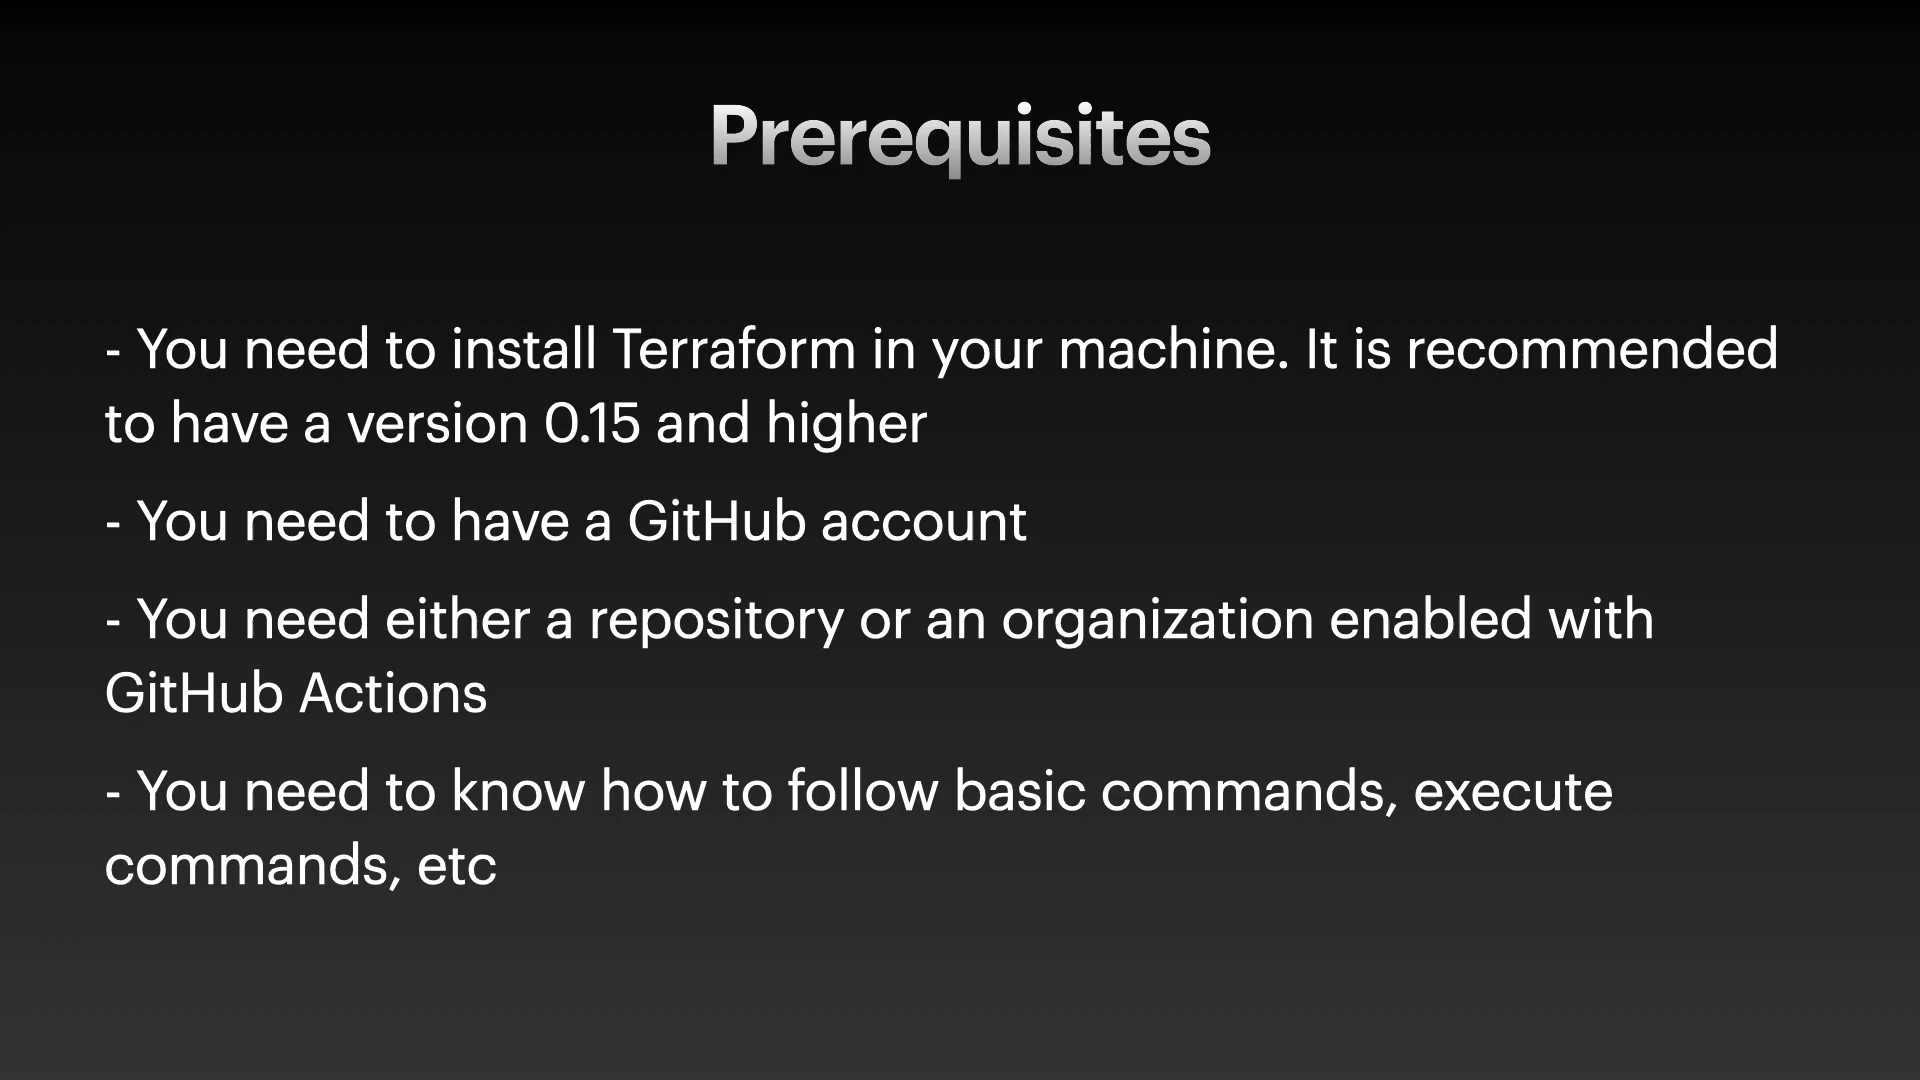 Prerequisites
- You need to install Terraform in your machine. It is recommended
to have a version 0.15 and higher
- You need to have a GitHub account
- You need either a repository or an organization enabled with
GitHub Actions
- You need to know how to follow basic commands, execute
commands, etc